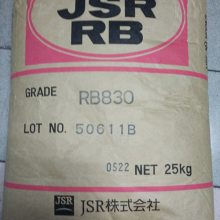 JSR
RB
GRADE RB830
LOT NO. 50611B
0S22 NET 25kg
JSR JSR株式会社